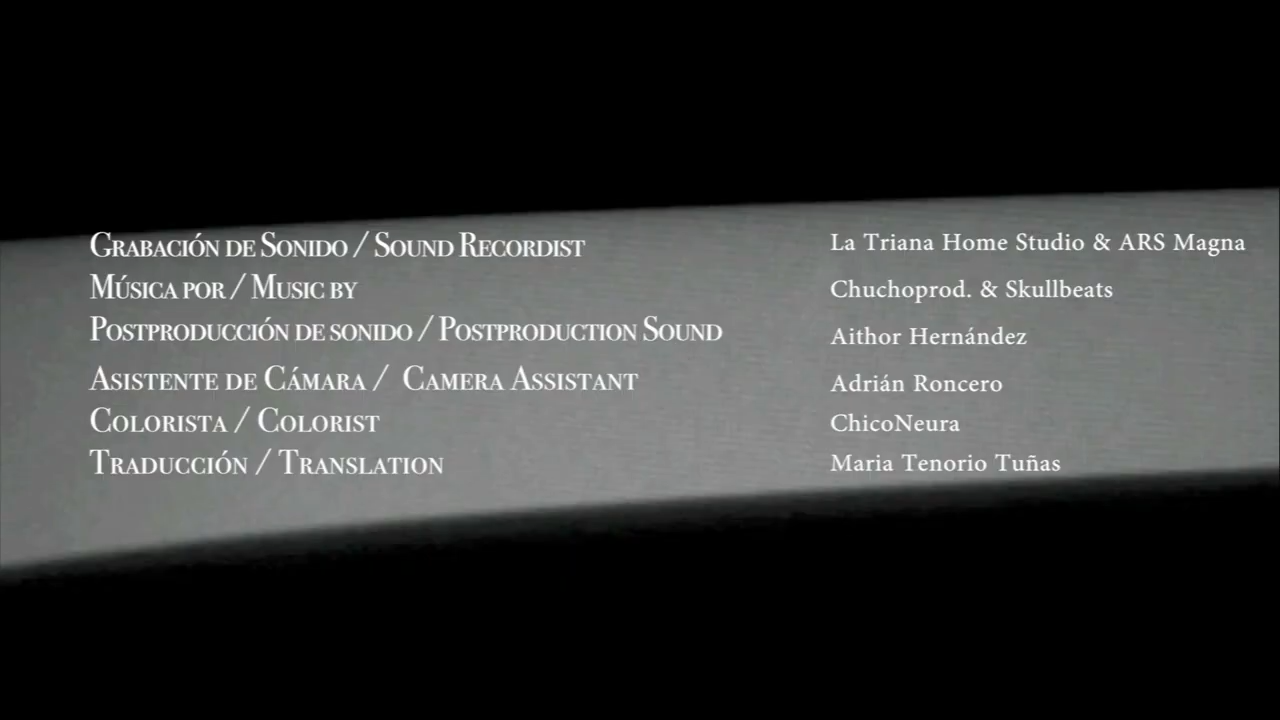 Grabación de Sonido / Sound Recordist La Triana Home Studio & ARS Magna
Música por / Music by Chuchoprod. & Skullbeats
Postproducción de sonido / Postproduction Sound Aithor Hernández
Asistente de Cámara / Camera Assistant Adrián Roncero
Colorista / Colorist ChicoNeura
Traducción / Translation Maria Tenorio Tuñas